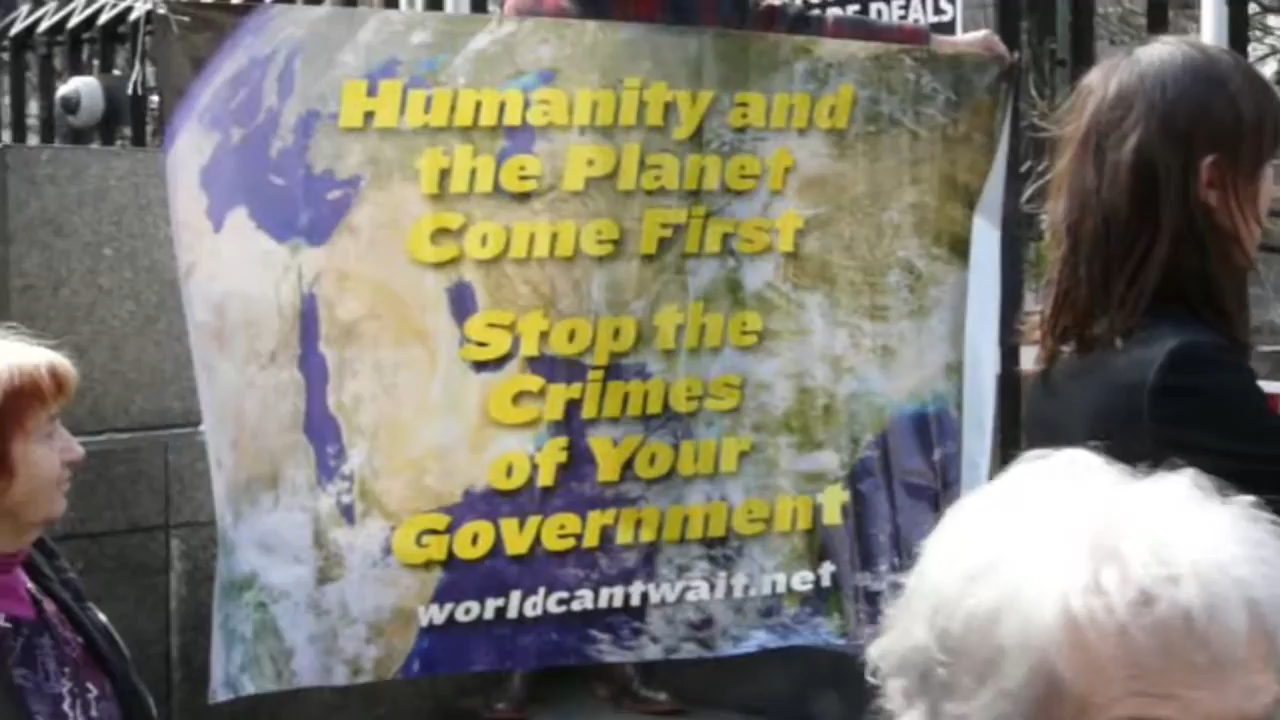 DEALS
Humanity and
the Planet
Come First
Stop the
Crimes
of Your
Government
worldcantwait.net